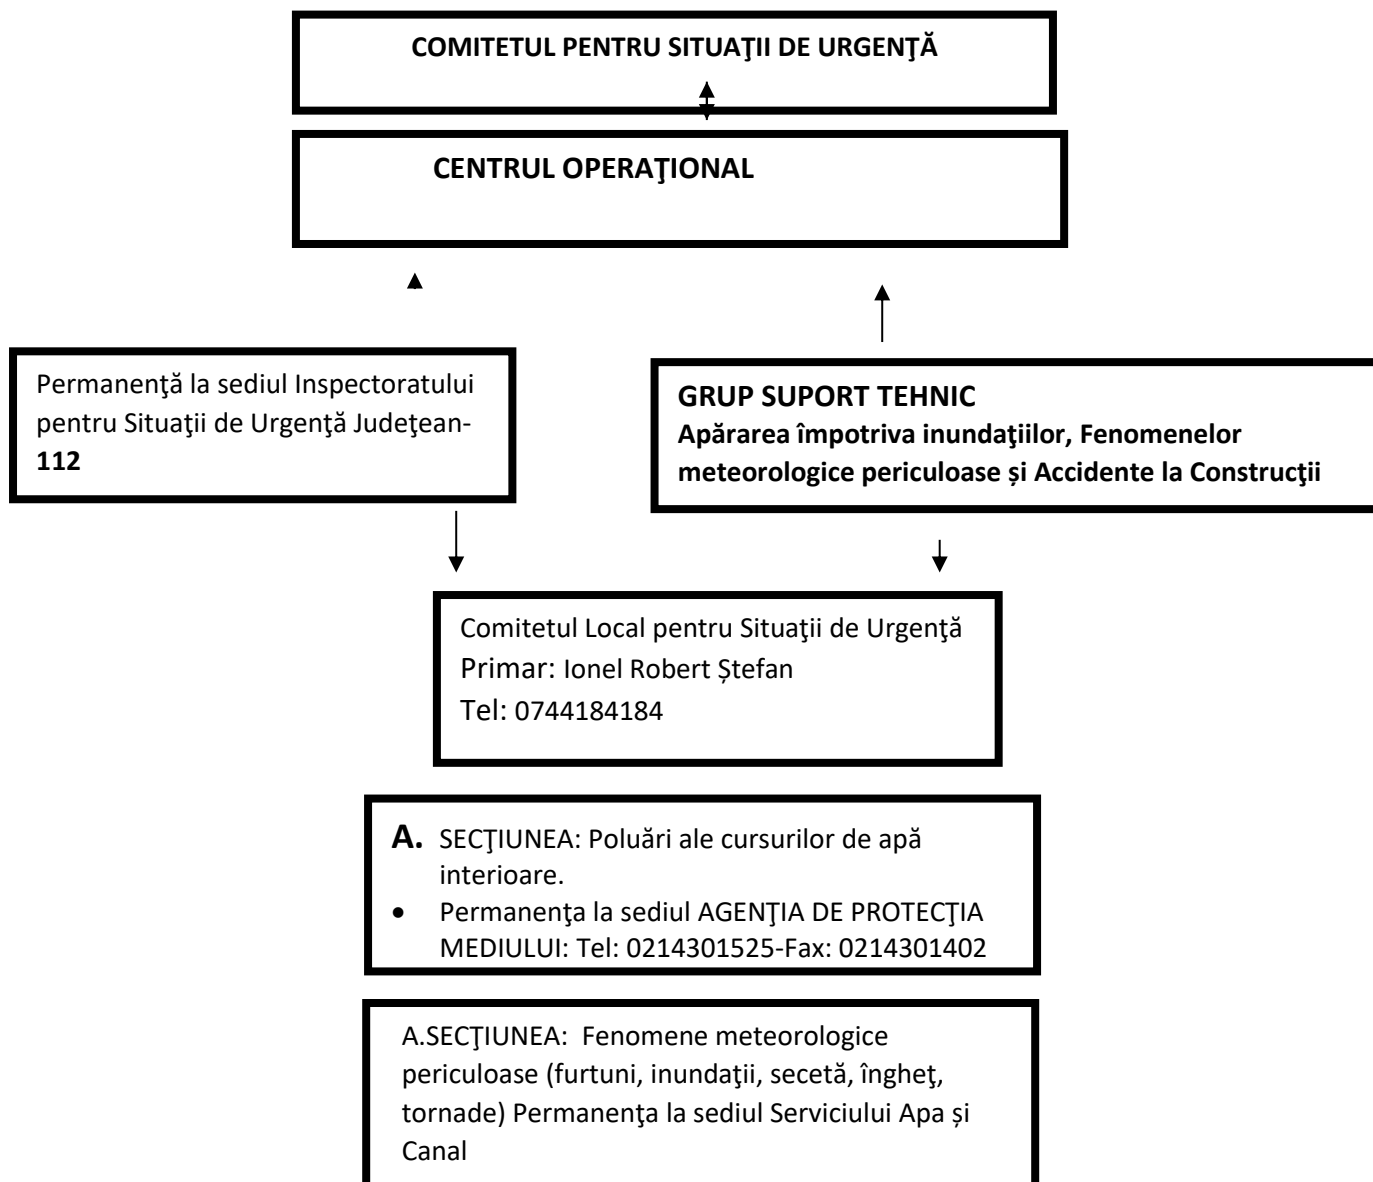 COMITETUL PENTRU SITUAŢII DE URGENŢĂ
CENTRUL OPERAŢIONAL
Permanenţă la sediul Inspectoratului
pentru Situaţii de Urgenţă Judeţean-
112
GRUP SUPORT TEHNIC
Apărarea împotriva inundaţiilor, Fenomenelor
meteorologice periculoase și Accidente la Construcţii
Comitetul Local pentru Situaţii de Urgenţă
Primar: Ionel Robert Ștefan
Tel: 0744184184
A. SECŢIUNEA: Poluări ale cursurilor de apă
interioare.
• Permanenţa la sediul AGENŢIA DE PROTECŢIA
MEDIULUI: Tel: 0214301525-Fax: 0214301402
A.SECŢIUNEA: Fenomene meteorologice
periculoase (furtuni, inundaţii, secetă, îngheţ,
tornade) Permanenţa la sediul Serviciului Apa și
Canal